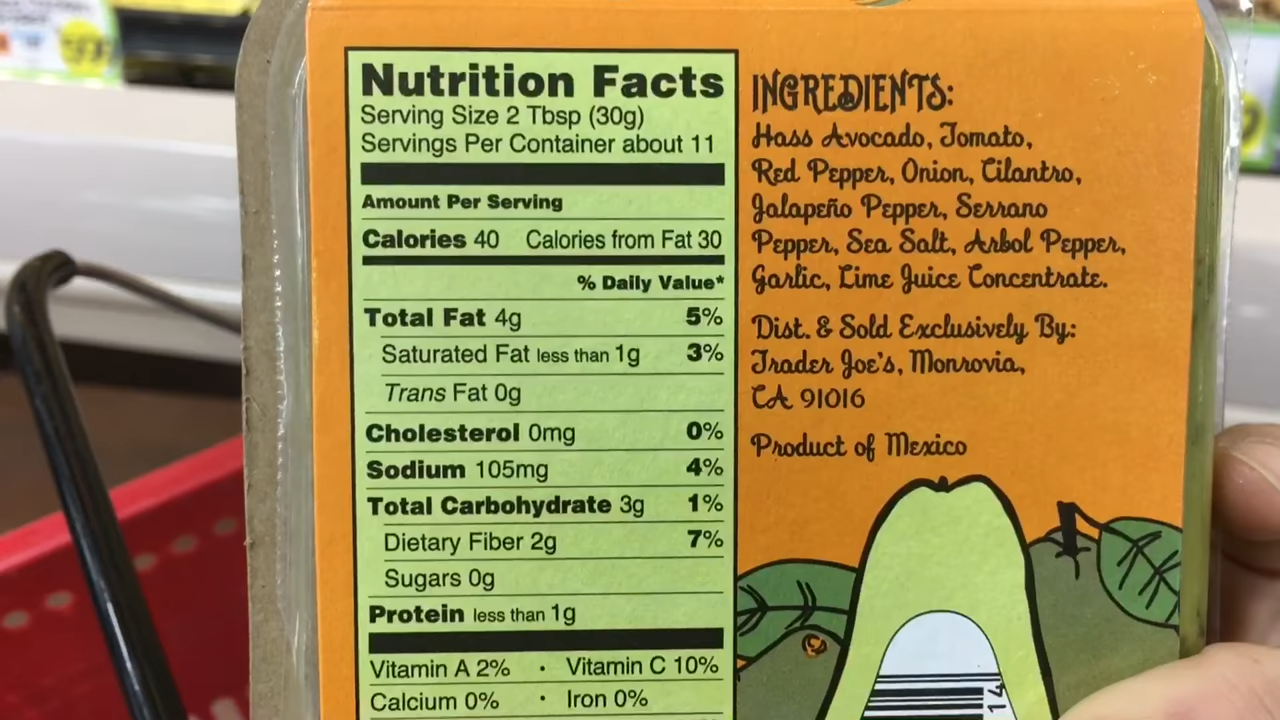 Nutrition Facts
Serving Size 2 Tbsp (30g)
Servings Per Container about 11
Amount Per Serving
Calories 40 Calories from Fat 30
% Daily Value*
Total Fat 4g 5%
Saturated Fat less than 1g 3%
Trans Fat 0g
Cholesterol 0mg 0%
Sodium 105mg 4%
Total Carbohydrate 3g 1%
Dietary Fiber 2g 7%
Sugars 0g
Protein less than 1g
Vitamin A 2% • Vitamin C 10%
Calcium 0% • Iron 0%
INGREDIENTS:
Hass Avocado, Tomato,
Red Pepper, Onion, Cilantro,
Jalapeño Pepper, Serrano
Pepper, Sea Salt, Arbol Pepper,
Garlic, Lime Juice Concentrate.
Dist. & Sold Exclusively By:
Trader Joe's, Monrovia,
CA 91016
Product of Mexico
14